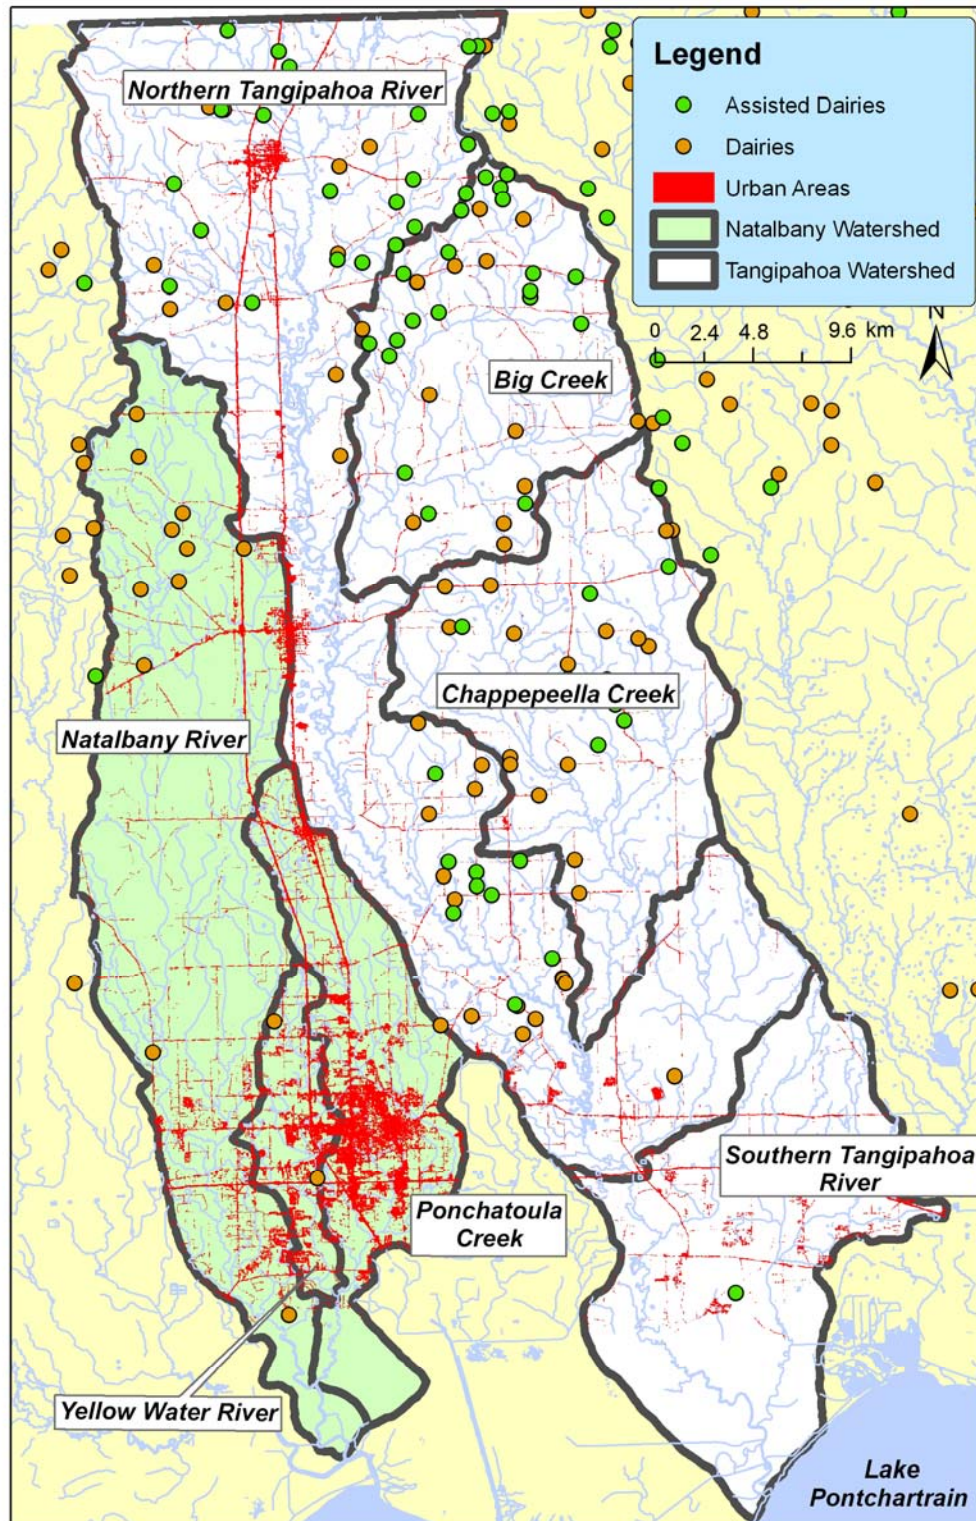 Legend
Assisted Dairies
Dairies
Urban Areas
Natalbany Watershed
Tangipahoa Watershed
N
0 2.4 4.8 9.6 km
Northern Tangipahoa River
Big Creek
Chappepeella Creek
Natalbany River
Southern Tangipahoa
River
Ponchatoula
Creek
Yellow Water River
Lake
Pontchartrain